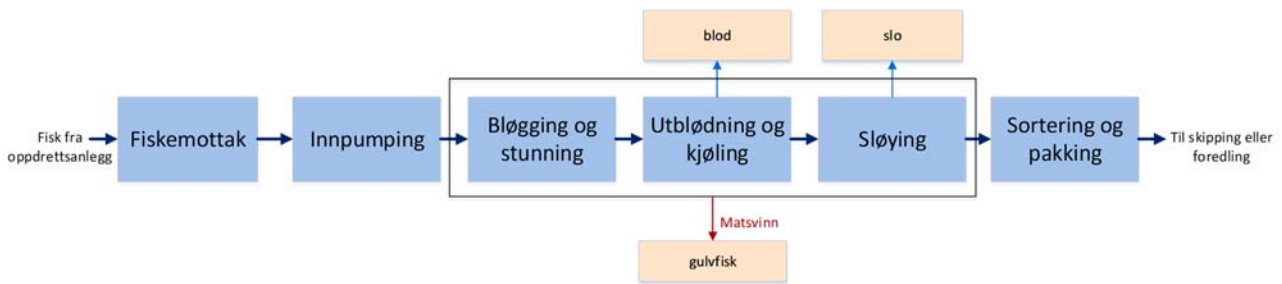 blod
slo
Fisk fra
oppdrettsanlegg
Fiskemottak
Innpumping
Bløgging og
stunning
Utblødning og
kjøling
Sløying
Sortering og
pakking
Til skipping eller
foredling
Matsvinn
gulvfisk